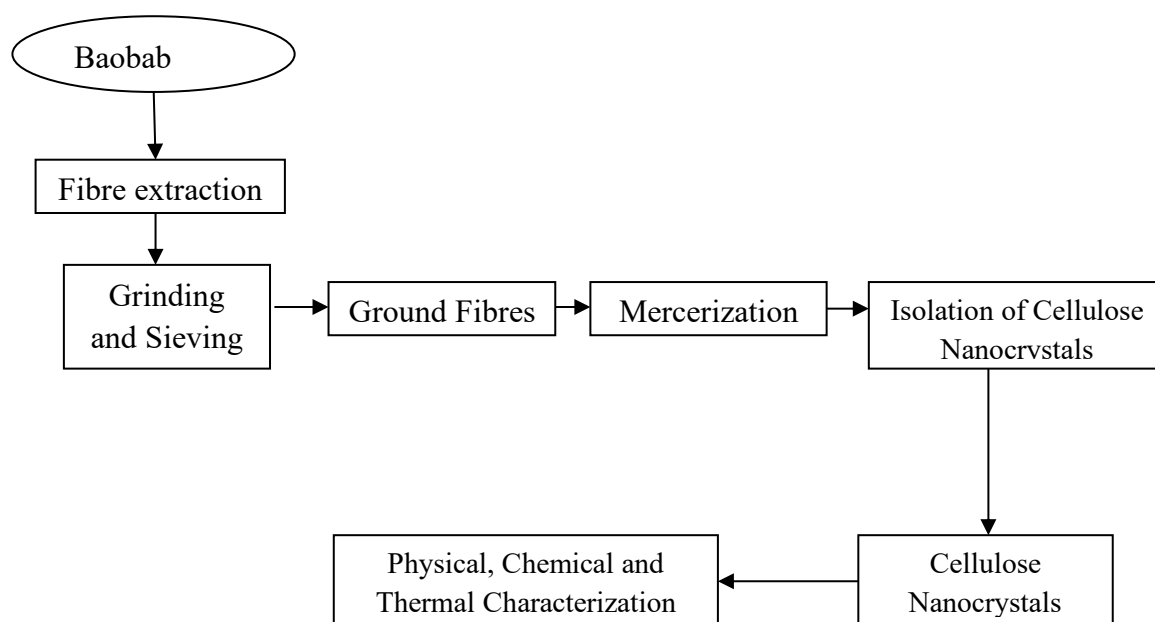 Baobab
Fibre extraction
Grinding
and Sieving
Ground Fibres
Mercerization
Isolation of Cellulose
Nanocrystals
Physical, Chemical and
Thermal Characterization
Cellulose
Nanocrystals